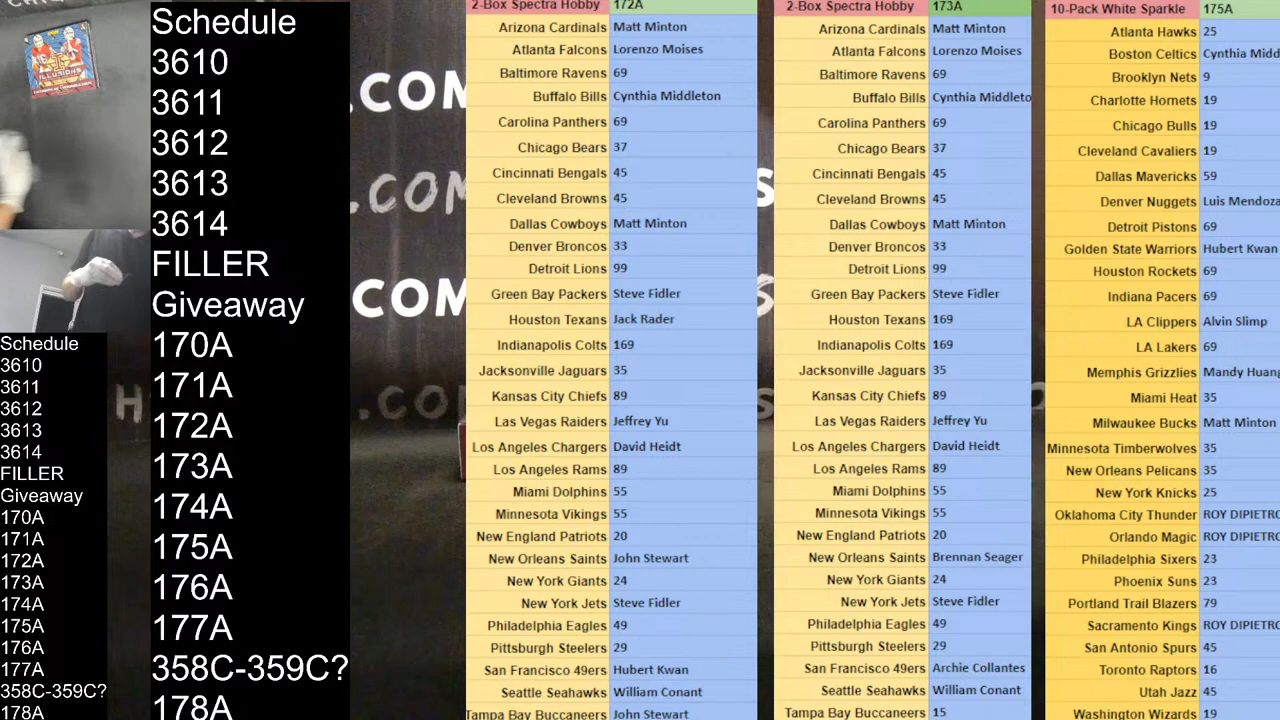 ILLUSIONS
Schedule
3610
3611
3612
3613
3614
FILLER
Giveaway
170A
171A
172A
173A
174A
175A
176A
177A
358C-359C?
178A
Schedule
3610
3611
3612
3613
3614
FILLER
Giveaway
170A
171A
172A
173A
174A
175A
176A
177A
358C-359C?
178A
.COM
.COM
.COM
.COM
2-Box Spectra Hobby 172A
Arizona Cardinals Matt Minton
Atlanta Falcons Lorenzo Moises
Baltimore Ravens 69
Buffalo Bills Cynthia Middleton
Carolina Panthers 69
Chicago Bears 37
Cincinnati Bengals 45
Cleveland Browns 45
Dallas Cowboys Matt Minton
Denver Broncos 33
Detroit Lions 99
Green Bay Packers Steve Fidler
Houston Texans Jack Rader
Indianapolis Colts 169
Jacksonville Jaguars 35
Kansas City Chiefs 89
Las Vegas Raiders Jeffrey Yu
Los Angeles Chargers David Heidt
Los Angeles Rams 89
Miami Dolphins 55
Minnesota Vikings 55
New England Patriots 20
New Orleans Saints John Stewart
New York Giants 24
New York Jets Steve Fidler
Philadelphia Eagles 49
Pittsburgh Steelers 29
San Francisco 49ers Hubert Kwan
Seattle Seahawks William Conant
Tampa Bay Buccaneers John Stewart
2-Box Spectra Hobby 173A
Arizona Cardinals Matt Minton
Atlanta Falcons Lorenzo Moises
Baltimore Ravens 69
Buffalo Bills Cynthia Middleto
Carolina Panthers 69
Chicago Bears 37
Cincinnati Bengals 45
Cleveland Browns 45
Dallas Cowboys Matt Minton
Denver Broncos 33
Detroit Lions 99
Green Bay Packers Steve Fidler
Houston Texans 169
Indianapolis Colts 169
Jacksonville Jaguars 35
Kansas City Chiefs 89
Las Vegas Raiders Jeffrey Yu
Los Angeles Chargers David Heidt
Los Angeles Rams 89
Miami Dolphins 55
Minnesota Vikings 55
New England Patriots 20
New Orleans Saints Brennan Seager
New York Giants 24
New York Jets Steve Fidler
Philadelphia Eagles 49
Pittsburgh Steelers 29
San Francisco 49ers Archie Collantes
Seattle Seahawks William Conant
Tampa Bay Buccaneers 15
10-Pack White Sparkle 175A
Atlanta Hawks 25
Boston Celtics Cynthia Midd
Brooklyn Nets 9
Charlotte Hornets 19
Chicago Bulls 19
Cleveland Cavaliers 19
Dallas Mavericks 59
Denver Nuggets Luis Mendoza
Detroit Pistons 69
Golden State Warriors Hubert Kwan
Houston Rockets 69
Indiana Pacers 69
LA Clippers Alvin Slimp
LA Lakers 69
Memphis Grizzlies Mandy Huang
Miami Heat 35
Milwaukee Bucks Matt Minton
Minnesota Timberwolves 35
New Orleans Pelicans 35
New York Knicks 25
Oklahoma City Thunder ROY DIPIETRO
Orlando Magic ROY DIPIETRO
Philadelphia Sixers 23
Phoenix Suns 23
Portland Trail Blazers 79
Sacramento Kings ROY DIPIETRO
San Antonio Spurs 45
Toronto Raptors 16
Utah Jazz 45
Washington Wizards 19